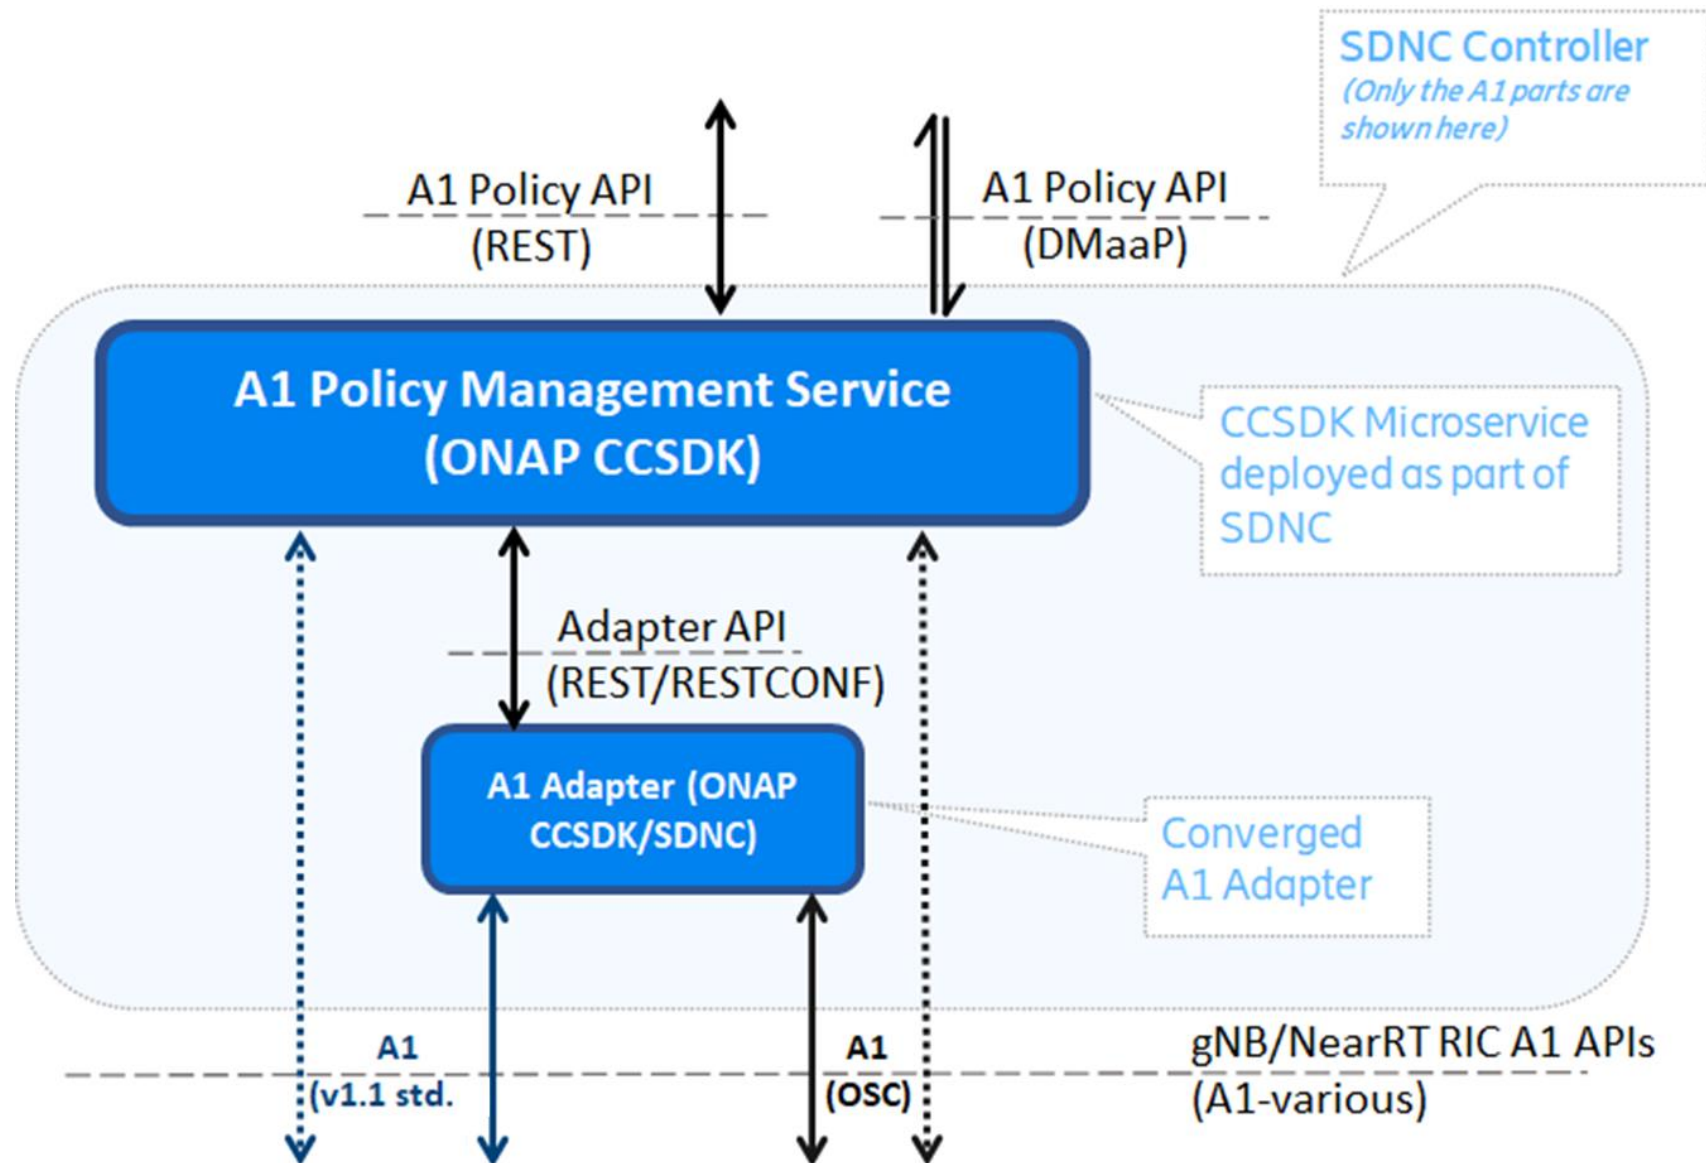 SDNC Controller
(Only the A1 parts are
shown here)
A1 Policy API
(REST)
A1 Policy API
(DMaaP)
A1 Policy Management Service
(ONAP CCSDK)
CCSDK Microservice
deployed as part of
SDNC
Adapter API
(REST/RESTCONF)
A1 Adapter (ONAP
CCSDK/SDNC)
Converged
A1 Adapter
A1
(v1.1 std.
A1
(OSC)
gNB/NearRT RIC A1 APIs
(A1-various)